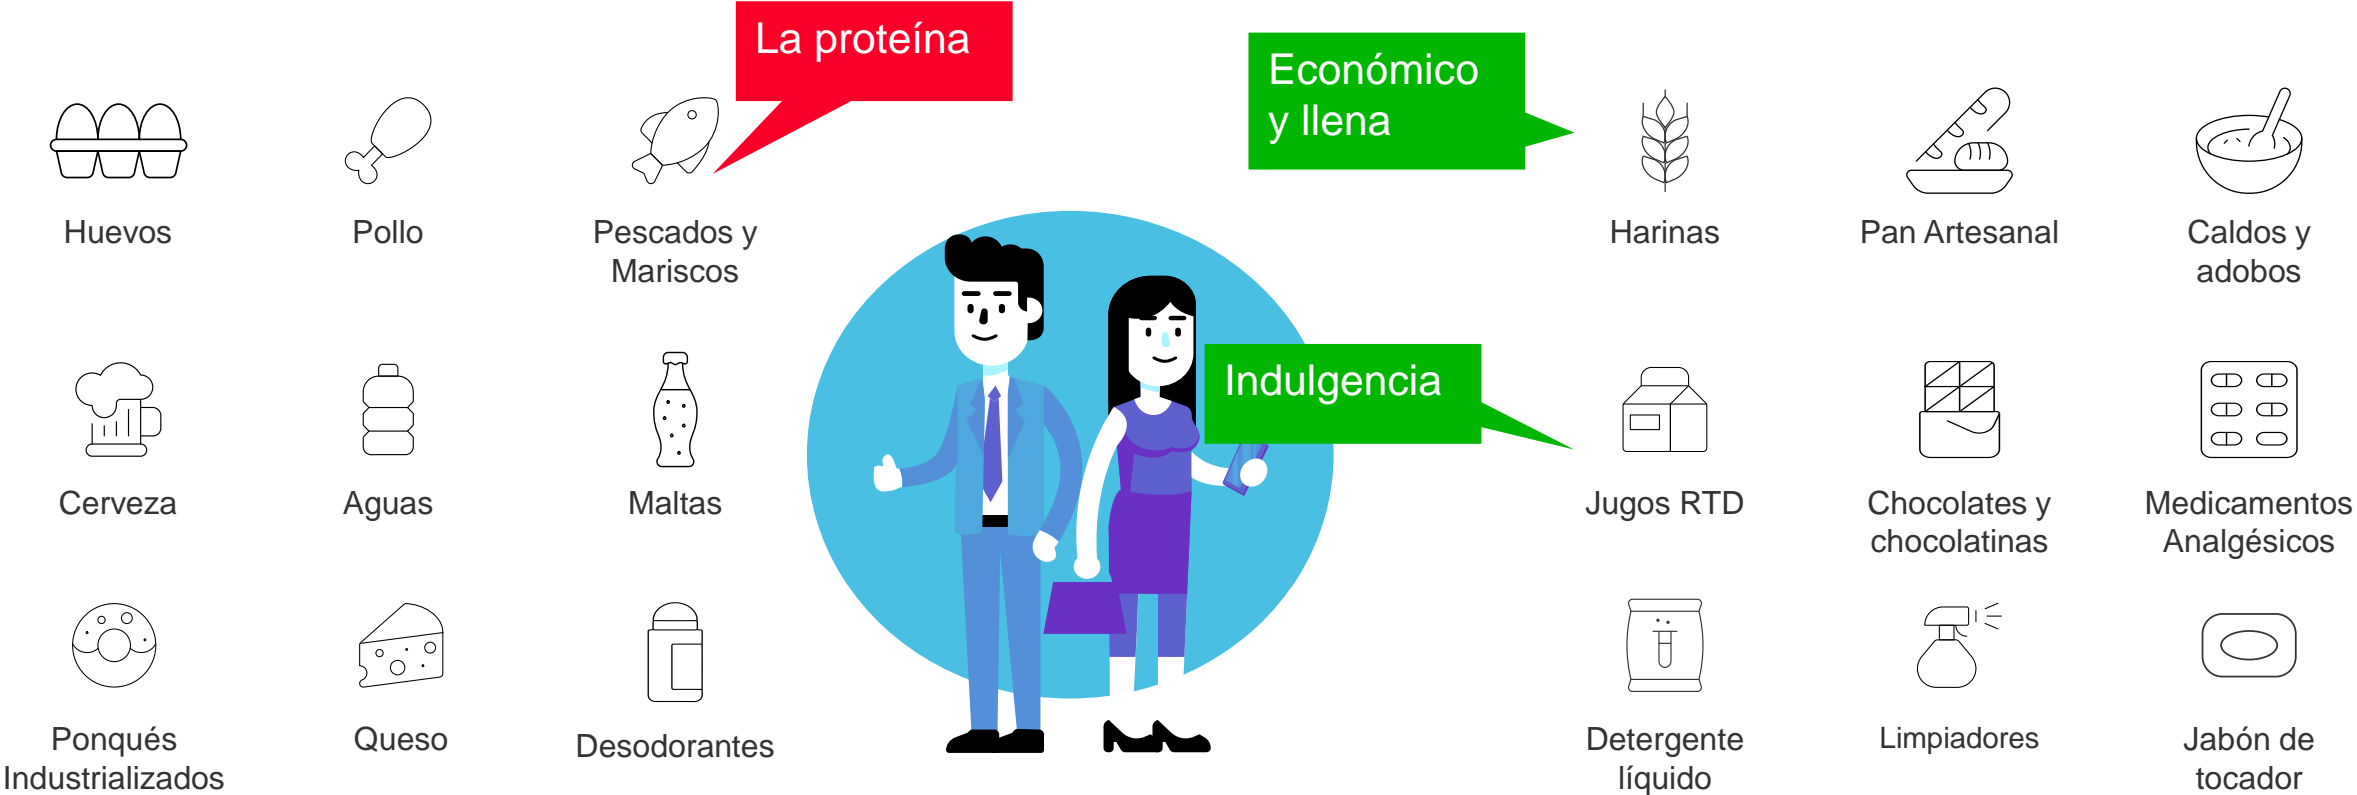 La proteína
Económico
y llena
Huevos
Pollo
Pescados y
Mariscos
Harinas
Pan Artesanal
Caldos y
adobos
Indulgencia
Cerveza
Aguas
Maltas
Jugos RTD
Chocolates y
chocolatinas
Medicamentos
Analgésicos
Ponqués
Industrializados
Queso
Desodorantes
Detergente
líquido
Limpiadores
Jabón de
tocador